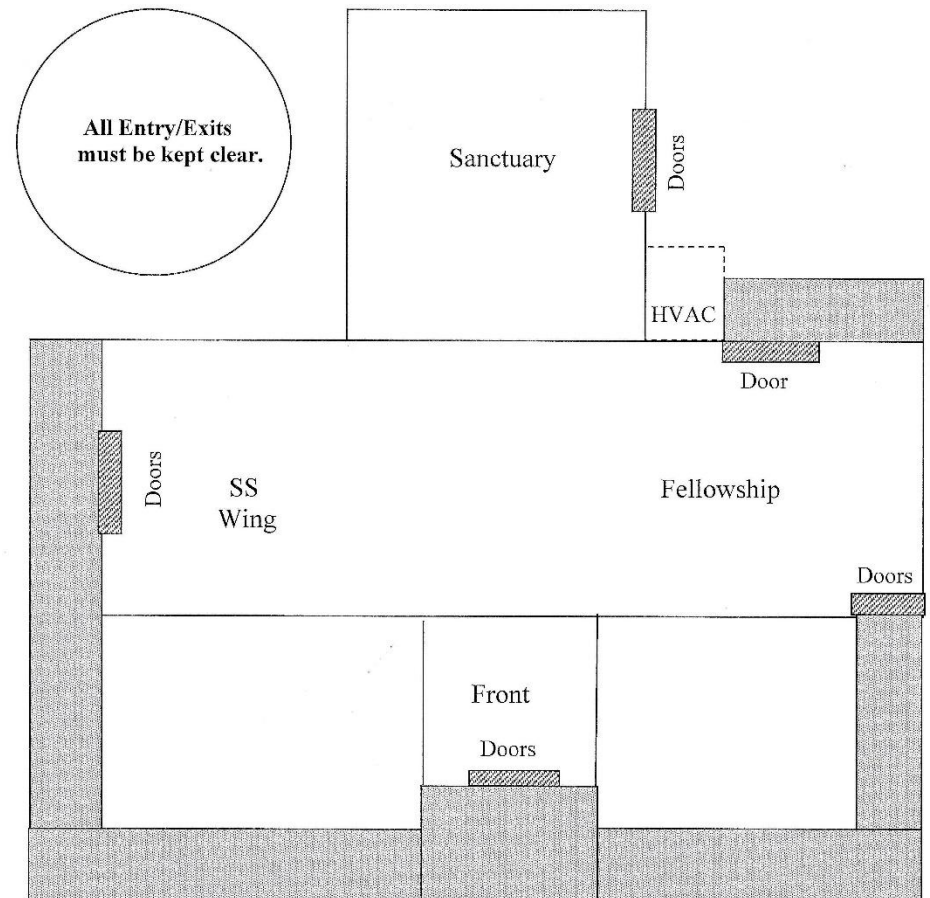 All Entry/Exits
must be kept clear.
Sanctuary
Doors
HVAC
Door
Doors
SS
Wing
Fellowship
Doors
Front
Doors